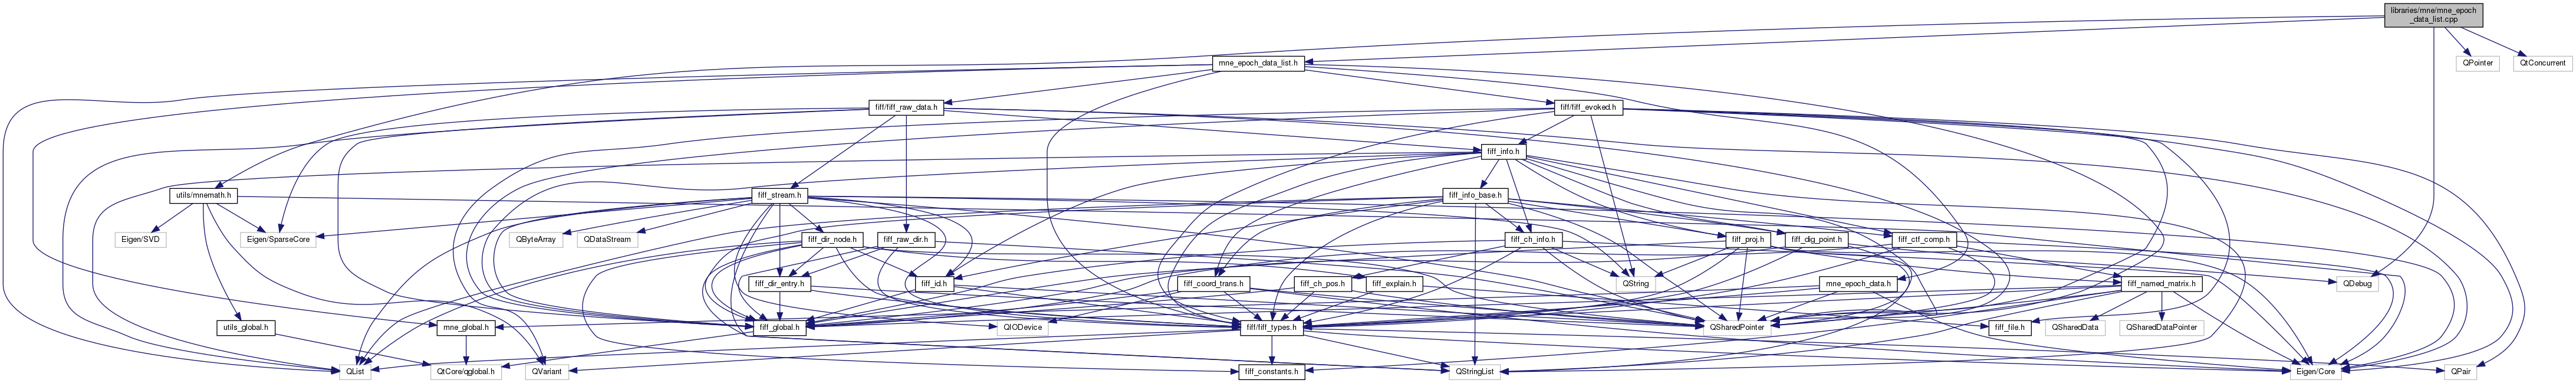 libraries/mne/mne_epoch
_data_list.cpp
mne_epoch_data_list.h
QPointer
QtConcurrent
fiff/fiff_raw_data.h
fiff/fiff_evoked.h
fiff_info.h
utils/mnemath.h
fiff_stream.h
fiff_info_base.h
Eigen/SVD
Eigen/SparseCore
QByteArray
QDataStream
fiff_dir_node.h
fiff_raw_dir.h
fiff_ch_info.h
fiff_proj.h
fiff_dig_point.h
fiff_ctf_comp.h
fiff_dir_entry.h
fiff_id.h
fiff_coord_trans.h
fiff_ch_pos.h
fiff_explain.h
QString
mne_epoch_data.h
fiff_named_matrix.h
QDebug
utils_global.h
mne_global.h
fiff_global.h
QIODevice
fiff/fiff_types.h
QSharedPointer
fiff_file.h
QSharedData
QSharedDataPointer
QList
QtCore/qglobal.h
QVariant
fiff_constants.h
QStringList
Eigen/Core
QPair